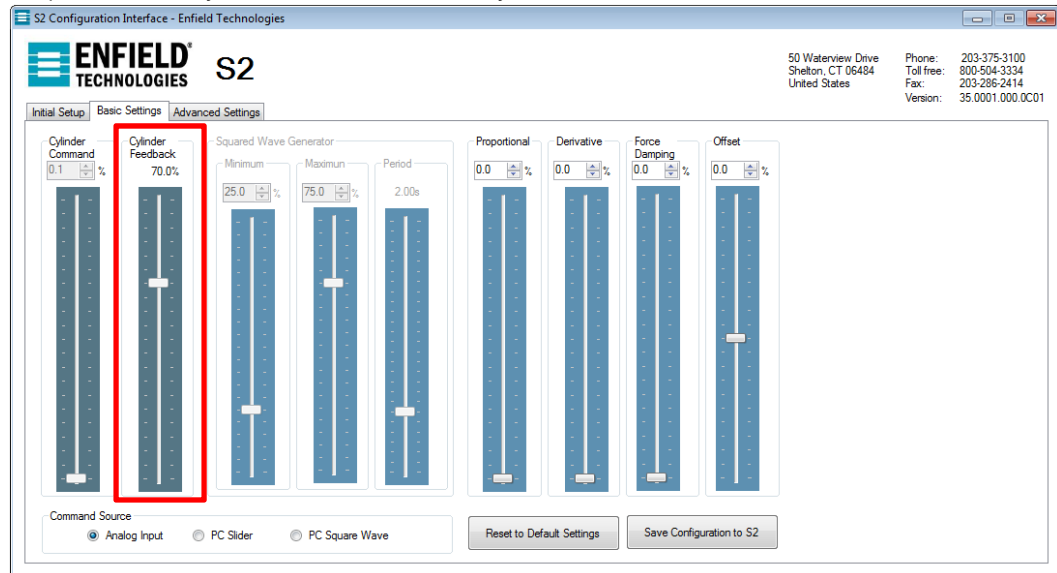 S2 Configuration Interface - Enfield Technologies
ENFIELD®
TECHNOLOGIES
S2
50 Waterview Drive
Shelton, CT 06484
United States
Phone: 203-375-3100
Toll free: 800-504-3334
Fax: 203-286-2414
Version: 35.0001.000.0C01
Initial Setup Basic Settings Advanced Settings
Cylinder
Command
0.1 %
Cylinder
Feedback
70.0%
Squared Wave Generator
Minimum
25.0 %
Maximun
75.0 %
Period
2.00s
Proportional
0.0 %
Derivative
0.0 %
Force
Damping
0.0 %
Offset
0.0 %
Command Source
Analog Input PC Slider PC Square Wave
Reset to Default Settings
Save Configuration to S2